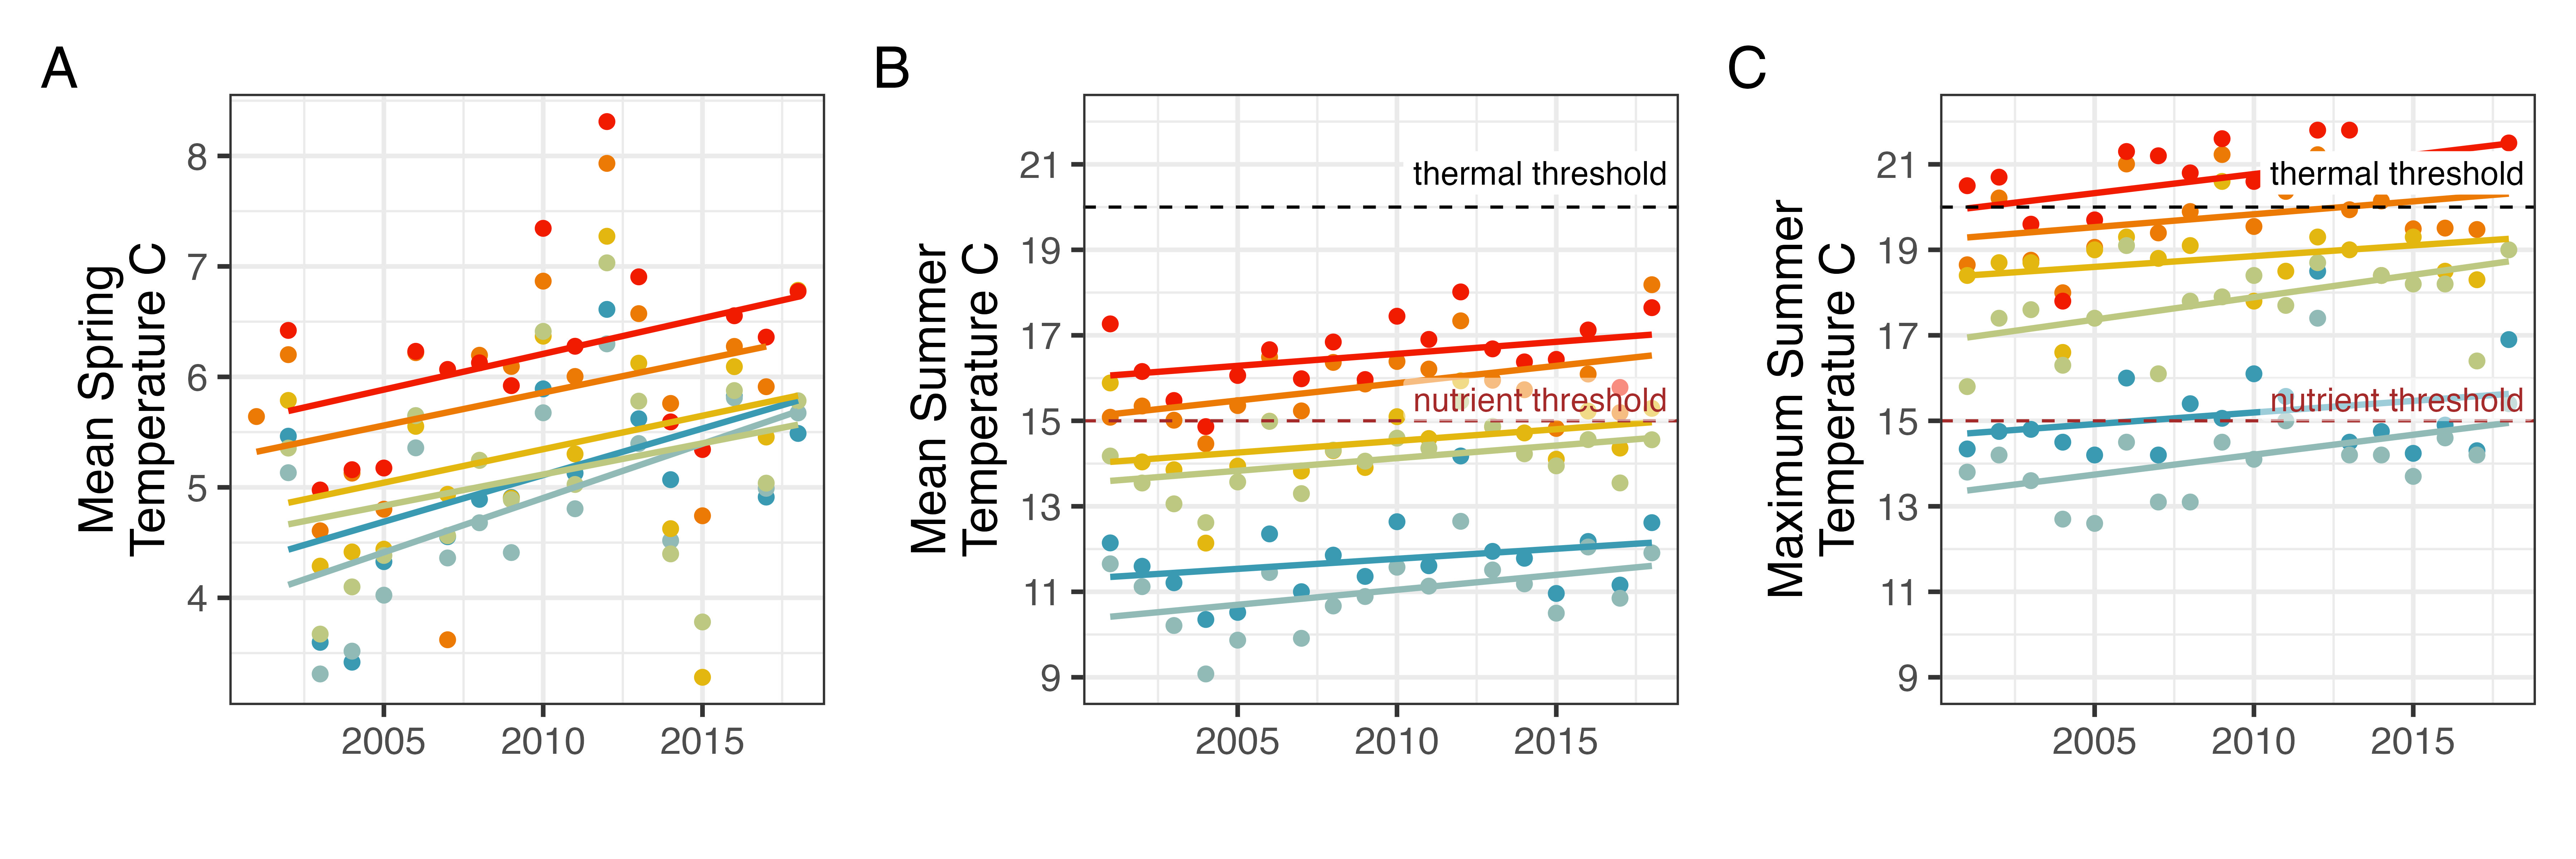 A
B
C
Mean Spring
Temperature C
8
7
6
5
4
2005
2010
2015
Mean Summer
Temperature C
21
19
17
15
13
11
9
thermal threshold
nutrient threshold
2005
2010
2015
Maximum Summer
Temperature C
21
19
17
15
13
11
9
thermal threshold
nutrient threshold
2005
2010
2015